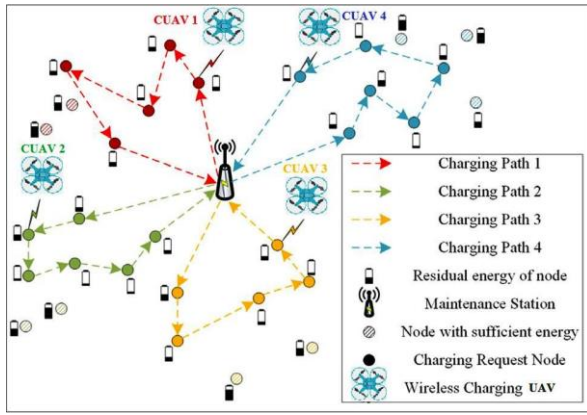 CUAV 1
CUAV 4
CUAV 2
CUAV 3
Charging Path 1
Charging Path 2
Charging Path 3
Charging Path 4
Residual energy of node
Maintenance Station
Node with sufficient energy
Charging Request Node
Wireless Charging UAV